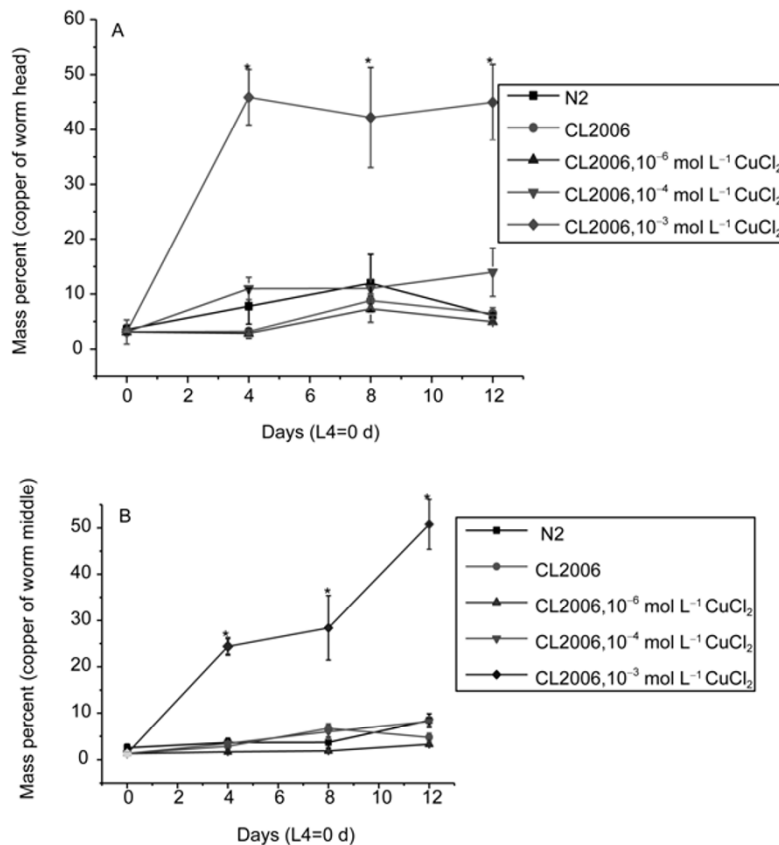 A
60
50
40
30
20
10
0
Mass percent (copper of worm head)
* * *
N2
CL2006
CL2006,10⁻⁶ mol L⁻¹ CuCl₂
CL2006,10⁻⁴ mol L⁻¹ CuCl₂
CL2006,10⁻³ mol L⁻¹ CuCl₂
0 2 4 6 8 10 12
Days (L4=0 d)
B
50
40
30
20
10
0
Mass percent (copper of worm middle)
* * *
N2
CL2006
CL2006,10⁻⁶ mol L⁻¹ CuCl₂
CL2006,10⁻⁴ mol L⁻¹ CuCl₂
CL2006,10⁻³ mol L⁻¹ CuCl₂
0 2 4 6 8 10 12
Days (L4=0 d)